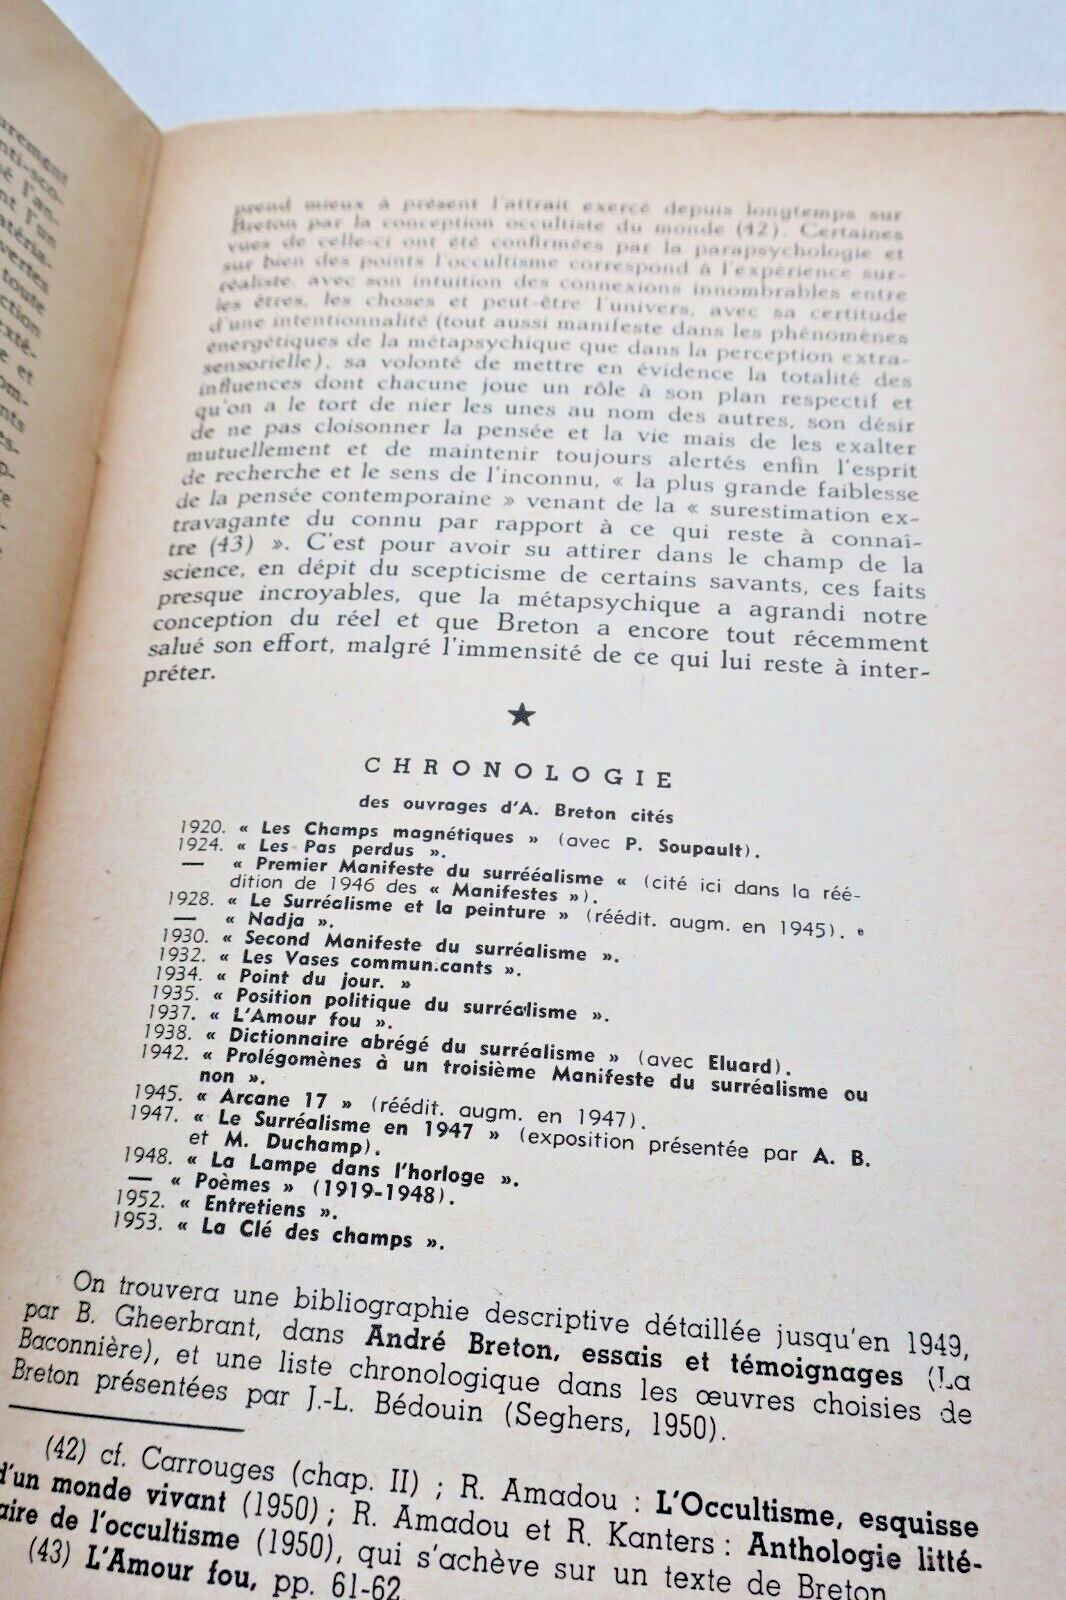 urement
nti-sco-
é l'an-
nt l'un
atéria-
vertes
toute
ction
exté-
e et
om-
nts
es-
p-
te
prend mieux à présent l'attrait exercé depuis longtemps sur
Breton par la conception occultiste du monde (42). Certaines
vues de celle-ci ont été confirmées par la parapsychologie et
sur bien des points l'occultisme correspond à l'expérience sur-
réaliste, avec son intuition des connexions innombrables entre
les êtres, les choses et peut-être l'univers, avec sa certitude
d'une intentionnalité (tout aussi manifeste dans les phénomènes
énergétiques de la métapsychique que dans la perception extra-
sensorielle), sa volonté de mettre en évidence la totalité des
influences dont chacune joue un rôle à son plan respectif et
qu'on a le tort de nier les unes au nom des autres, son désir
de ne pas cloisonner la pensée et la vie mais de les exalter
mutuellement et de maintenir toujours alertés enfin l'esprit
de recherche et le sens de l'inconnu, « la plus grande faiblesse
de la pensée contemporaine » venant de la « surestimation ex-
travagante du connu par rapport à ce qui reste à connaî-
tre (43) ». C'est pour avoir su attirer dans le champ de la
science, en dépit du scepticisme de certains savants, ces faits
presque incroyables, que la métapsychique a agrandi notre
conception du réel et que Breton a encore tout récemment
salué son effort, malgré l'immensité de ce qui lui reste à inter-
préter.
★
CHRONOLOGIE
des ouvrages d'A. Breton cités
1920. « Les Champs magnétiques » (avec P. Soupault).
1924. « Les Pas perdus ».
— « Premier Manifeste du surrééalisme « (cité ici dans la réé-
dition de 1946 des « Manifestes »).
1928. « Le Surréalisme et la peinture » (réédit. augm. en 1945).
— « Nadja ».
1930. « Second Manifeste du surréalisme ».
1932. « Les Vases commun.cants ».
1934. « Point du jour. »
1935. « Position politique du surréalisme ».
1937. « L'Amour fou ».
1938. « Dictionnaire abrégé du surréalisme » (avec Eluard).
1942. « Prolégomènes à un troisième Manifeste du surréalisme ou
non ».
1945. « Arcane 17 » (réédit. augm. en 1947).
1947. « Le Surréalisme en 1947 » (exposition présentée par A. B.
et M. Duchamp).
1948. « La Lampe dans l'horloge ».
— « Poèmes » (1919-1948).
1952. « Entretiens ».
1953. « La Clé des champs ».
On trouvera une bibliographie descriptive détaillée jusqu'en 1949,
par B. Gheerbrant, dans André Breton, essais et témoignages (La
Baconnière), et une liste chronologique dans les œuvres choisies de
Breton présentées par J.-L. Bédouin (Seghers, 1950).
(42) cf. Carrouges (chap. II) ; R. Amadou : L'Occultisme, esquisse
d'un monde vivant (1950) ; R. Amadou et R. Kanters : Anthologie litté-
aire de l'occultisme (1950), qui s'achève sur un texte de Breton
(43) L'Amour fou, pp. 61-62.